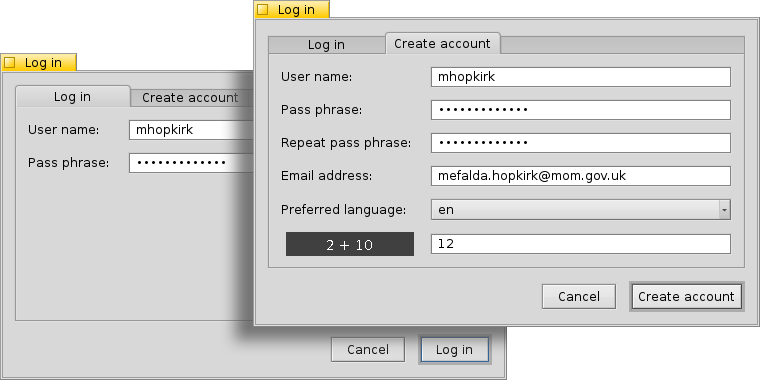 Log in
Log in Create account
User name: mhopkirk
Pass phrase: •••••••••••••
Repeat pass phrase: •••••••••••••
Email address: mefalda.hopkirk@mom.gov.uk
Preferred language: en
2 + 10 12
Cancel Create account
Log in
Log in Create account
User name: mhopkirk
Pass phrase: •••••••••••••
Cancel Log in